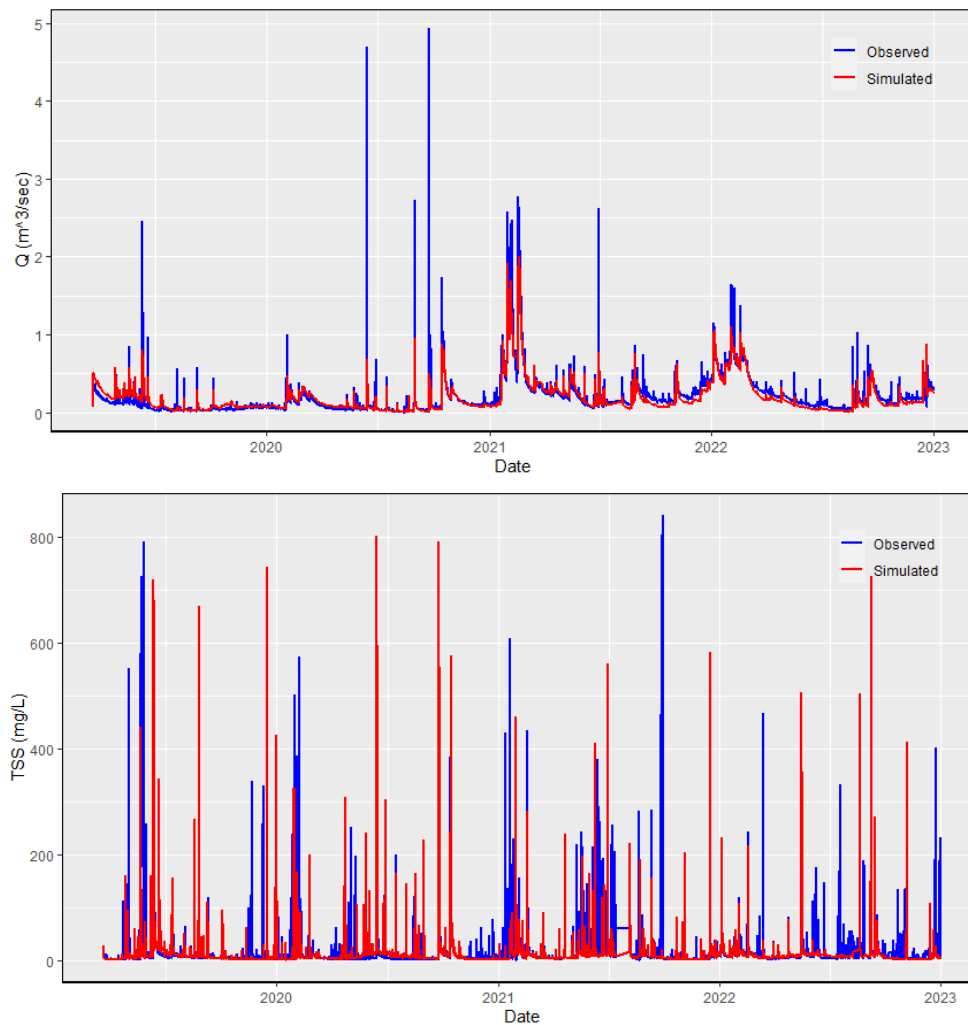 5
4
3
2
1
0
Q (m^3/sec)
Observed
Simulated
2020
2021
2022
2023
Date
800
600
400
200
0
TSS (mg/L)
Observed
Simulated
2020
2021
2022
2023
Date